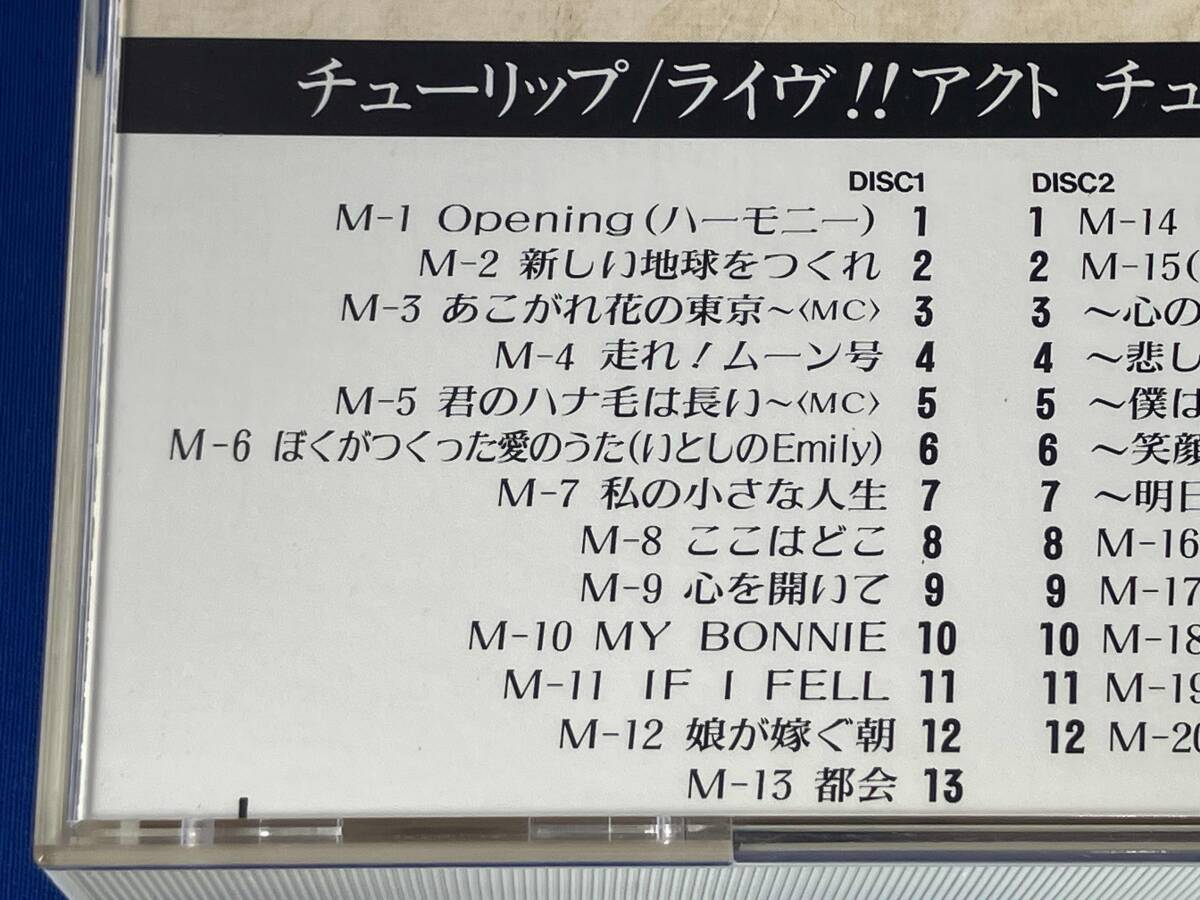 チューリップ/ライヴ!!アクト チュ
DISC1
M-1 Opening(ハーモニー) 1
M-2 新しい地球をつくれ 2
M-3 あこがれ花の東京～〈MC〉 3
M-4 走れ!ムーン号 4
M-5 君のハナ毛は長い～〈MC〉 5
M-6 ぼくがつくった愛のうた(いとしのEmily) 6
M-7 私の小さな人生 7
M-8 ここはどこ 8
M-9 心を開いて 9
M-10 MY BONNIE 10
M-11 IF I FELL 11
M-12 娘が嫁ぐ朝 12
M-13 都会 13
DISC2
1 M-14
2 M-15(
3 ～心の
4 ～悲し
5 ～僕は
6 ～笑顔
7 ～明日
8 M-16
9 M-17
10 M-18
11 M-19
12 M-20